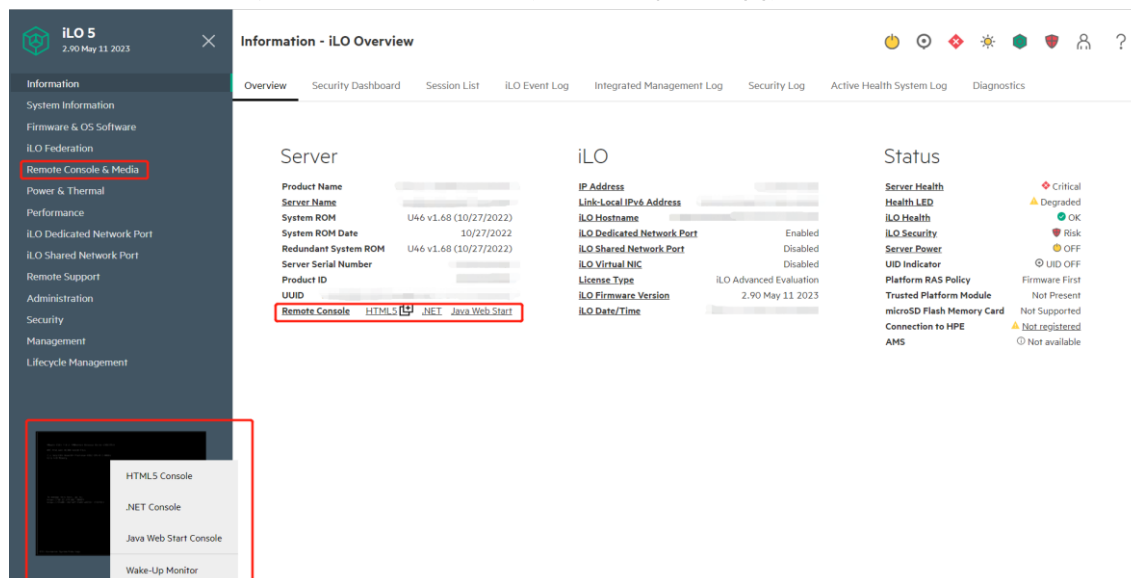 iLO 5
2.90 May 11 2023
Information
System Information
Firmware & OS Software
iLO Federation
Remote Console & Media
Power & Thermal
Performance
iLO Dedicated Network Port
iLO Shared Network Port
Remote Support
Administration
Security
Management
Lifecycle Management
HTML5 Console
.NET Console
Java Web Start Console
Wake-Up Monitor
Information - iLO Overview
?
Overview Security Dashboard Session List iLO Event Log Integrated Management Log Security Log Active Health System Log Diagnostics
Server
Product Name
Server Name
System ROM U46 v1.68 (10/27/2022)
System ROM Date 10/27/2022
Redundant System ROM U46 v1.68 (10/27/2022)
Server Serial Number
Product ID
UUID
Remote Console HTML5 .NET Java Web Start
iLO
IP Address
Link-Local IPv6 Address
iLO Hostname
iLO Dedicated Network Port Enabled
iLO Shared Network Port Disabled
iLO Virtual NIC Disabled
License Type iLO Advanced Evaluation
iLO Firmware Version 2.90 May 11 2023
iLO Date/Time
Status
Server Health Critical
Health LED Degraded
iLO Health OK
iLO Security Risk
Server Power OFF
UID Indicator UID OFF
Platform RAS Policy Firmware First
Trusted Platform Module Not Present
microSD Flash Memory Card Not Supported
Connection to HPE Not registered
AMS Not available